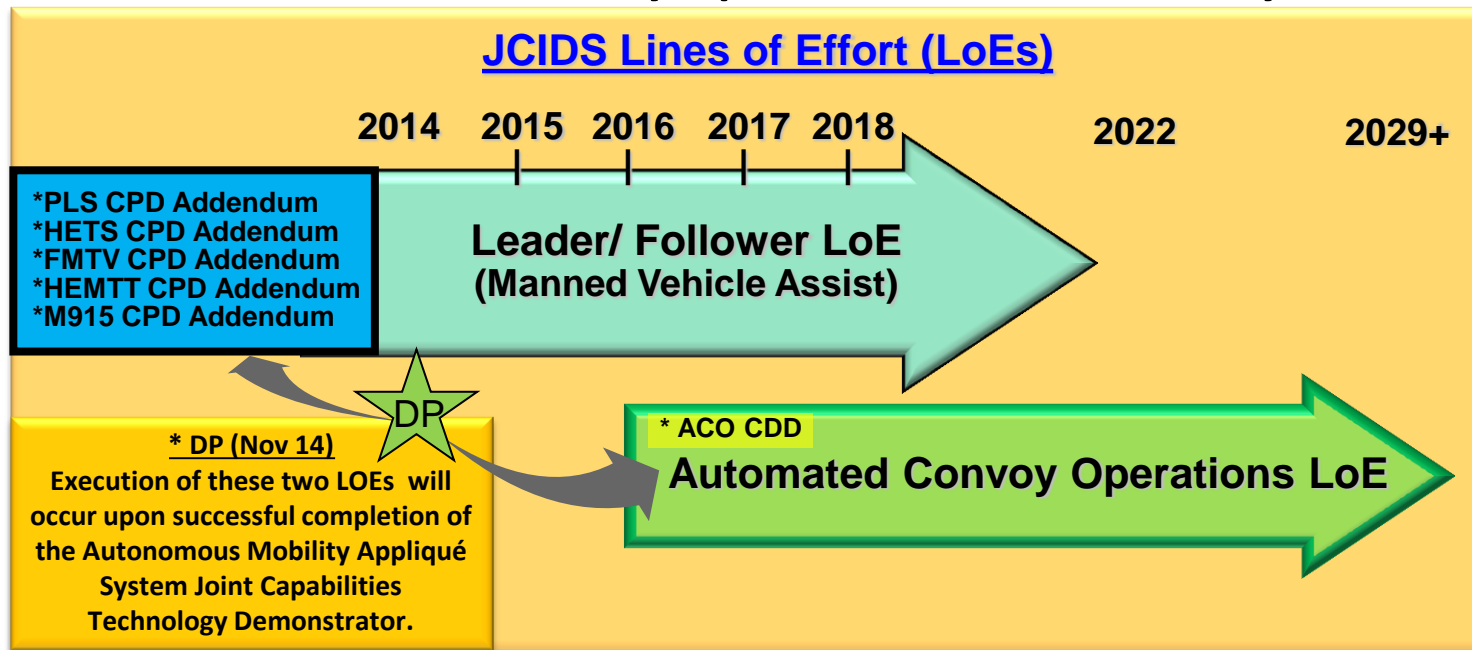 JCIDS Lines of Effort (LoEs)
2014 2015 2016 2017 2018 2022 2029+
*PLS CPD Addendum
*HETS CPD Addendum
*FMTV CPD Addendum
*HEMTT CPD Addendum
*M915 CPD Addendum
Leader/ Follower LoE
(Manned Vehicle Assist)
DP
* DP (Nov 14)
Execution of these two LOEs will
occur upon successful completion of
the Autonomous Mobility Appliqué
System Joint Capabilities
Technology Demonstrator.
* ACO CDD
Automated Convoy Operations LoE